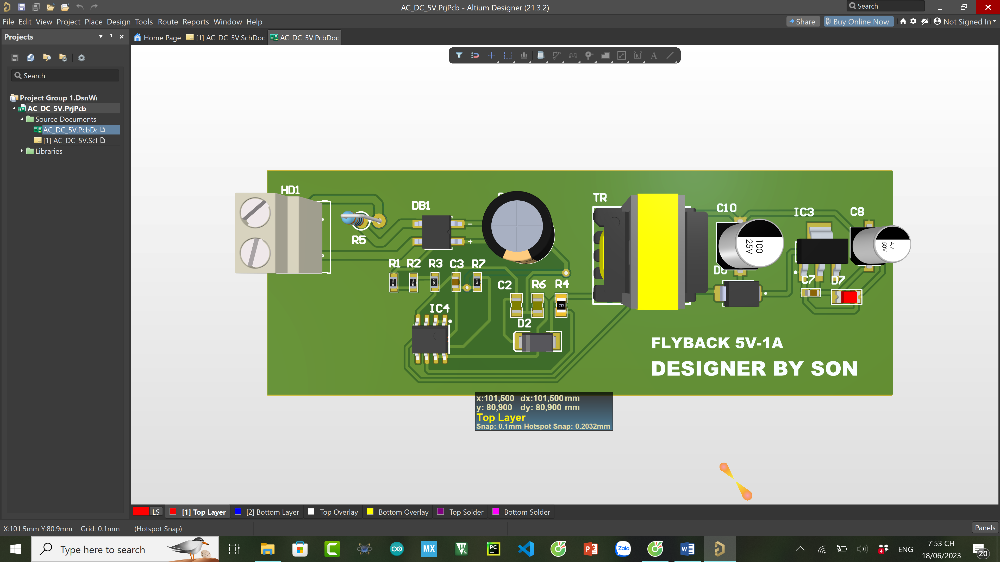 AC_DC_5V.PrjPcb - Altium Designer (21.3.2)
Search
File Edit View Project Place Design Tools Route Reports Window Help
Share
Buy Online Now
Not Signed In
Projects
Home Page
[1] AC_DC_5V.SchDoc
AC_DC_5V.PcbDoc
Search
Project Group 1.DsnW
AC_DC_5V.PrjPcb
Source Documents
AC_DC_5V.PcbDc
[1] AC_DC_5V.Scl
Libraries
HD1
R5
DB1
-
+
TR
C10
100
25V
IC3
C8
4.7
50V
R1 R2 R3 C3 R7
0603 0603 0603 0603
C2 R6 R4
R
D5
C7 D7
IC4
D2
FLYBACK 5V-1A
DESIGNER BY SON
x:101,500 dx:101,500 mm
y: 80,900 dy: 80,900 mm
Top Layer
Snap: 0.1mm Hotspot Snap: 0.2032mm
LS
[1] Top Layer
[2] Bottom Layer
Top Overlay
Bottom Overlay
Top Solder
Bottom Solder
X:101.5mm Y:80.9mm Grid: 0.1mm (Hotspot Snap)
Panels
Type here to search
MX
V5
PC
P
Zalo
W
4
ENG
7:53 CH
18/06/2023
20